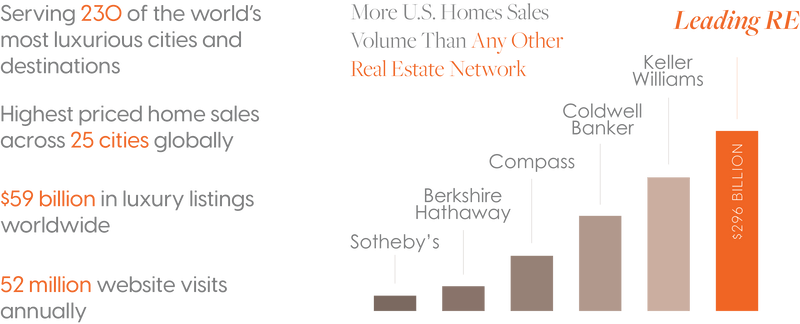 Serving 230 of the world's
most luxurious cities and
destinations
Highest priced home sales
across 25 cities globally
$59 billion in luxury listings
worldwide
52 million website visits
annually
More U.S. Homes Sales
Volume Than Any Other
Real Estate Network
Sotheby's
Berkshire
Hathaway
Compass
Coldwell
Banker
Keller
Williams
Leading RE
$296 BILLION